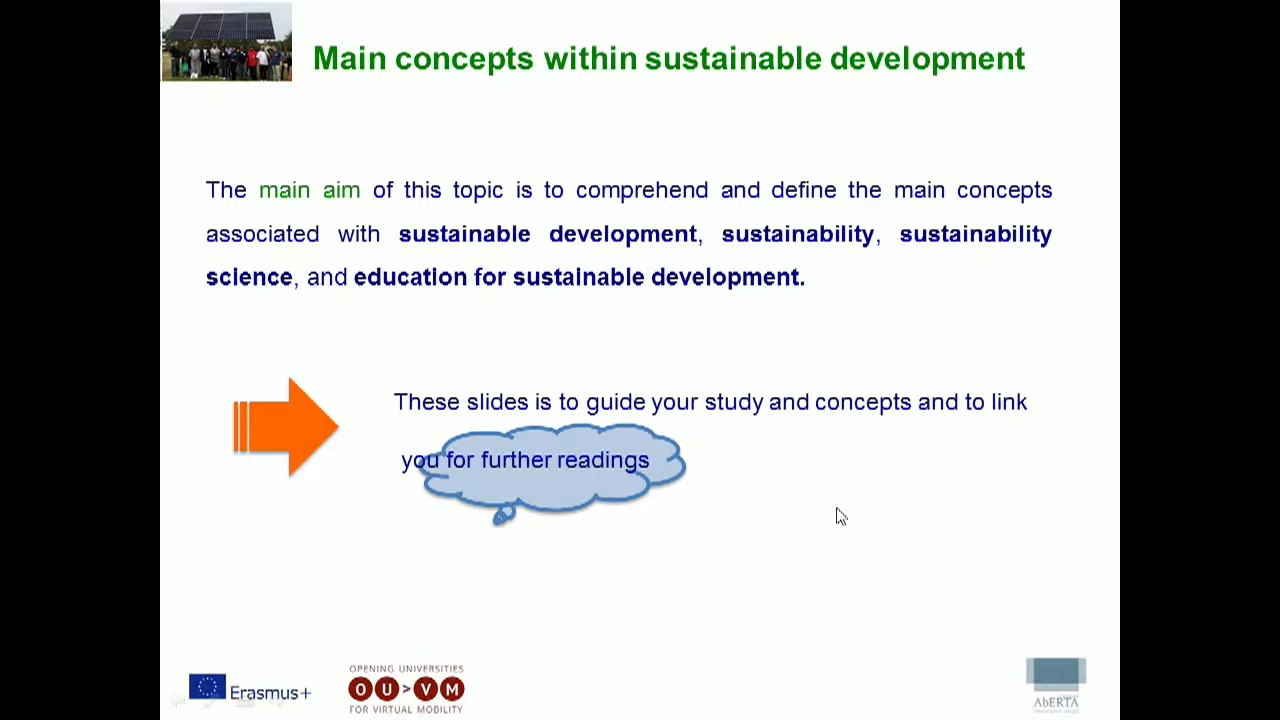 Main concepts within sustainable development
The main aim of this topic is to comprehend and define the main concepts
associated with sustainable development, sustainability, sustainability
science, and education for sustainable development.
These slides is to guide your study and concepts and to link
you for further readings
Erasmus+
OPENING UNIVERSITIES
OU>VM
FOR VIRTUAL MOBILITY
AbERTA